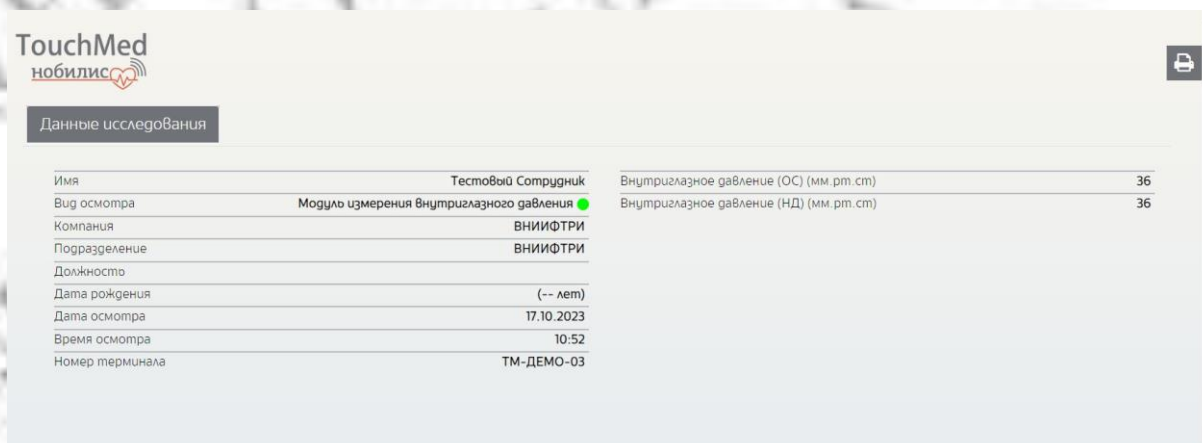 TouchMed
нобилис
Данные исследования
Имя Тестовый Сотрудник
Вид осмотра Модуль измерения внутриглазного давления
Компания ВНИИФТРИ
Подразделение ВНИИФТРИ
Должность
Дата рождения (-- лет)
Дата осмотра 17.10.2023
Время осмотра 10:52
Номер терминала ТМ-ДЕМО-03
Внутриглазное давление (ОС) (мм.рт.ст) 36
Внутриглазное давление (НД) (мм.рт.ст) 36